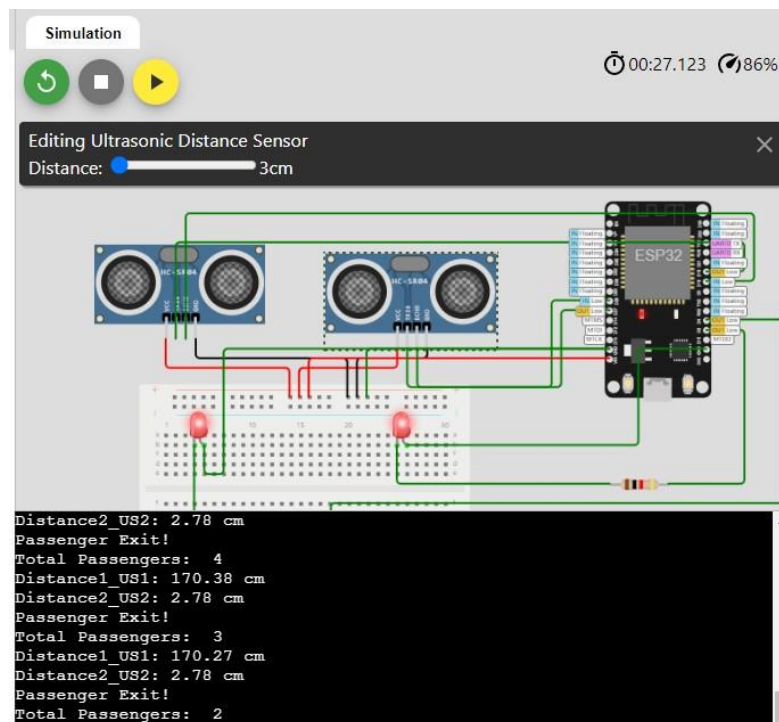 Simulation
00:27.123 86%
Editing Ultrasonic Distance Sensor
Distance: 3cm
ESP32
HC-SR04
HC-SR04
Distance2_US2: 2.78 cm
Passenger Exit!
Total Passengers:  4
Distance1_US1: 170.38 cm
Distance2_US2: 2.78 cm
Passenger Exit!
Total Passengers:  3
Distance1_US1: 170.27 cm
Distance2_US2: 2.78 cm
Passenger Exit!
Total Passengers:  2